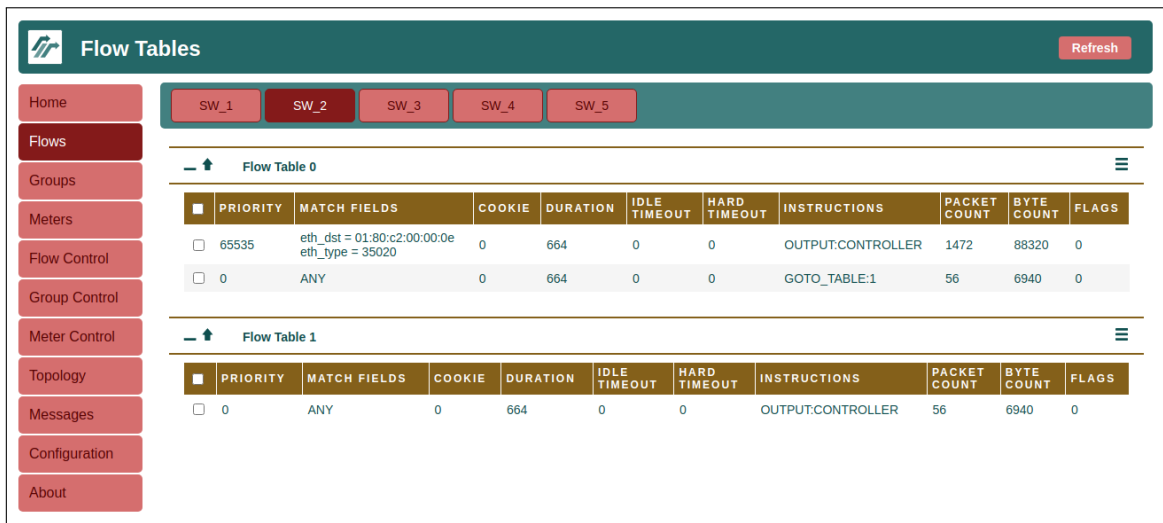 Flow Tables
Refresh
Home
Flows
Groups
Meters
Flow Control
Group Control
Meter Control
Topology
Messages
Configuration
About
SW_1 SW_2 SW_3 SW_4 SW_5
Flow Table 0
PRIORITY MATCH FIELDS COOKIE DURATION IDLE TIMEOUT HARD TIMEOUT INSTRUCTIONS PACKET COUNT BYTE COUNT FLAGS
65535 eth_dst = 01:80:c2:00:00:0e eth_type = 35020 0 664 0 0 OUTPUT:CONTROLLER 1472 88320 0
0 ANY 0 664 0 0 GOTO_TABLE:1 56 6940 0
Flow Table 1
PRIORITY MATCH FIELDS COOKIE DURATION IDLE TIMEOUT HARD TIMEOUT INSTRUCTIONS PACKET COUNT BYTE COUNT FLAGS
0 ANY 0 664 0 0 OUTPUT:CONTROLLER 56 6940 0